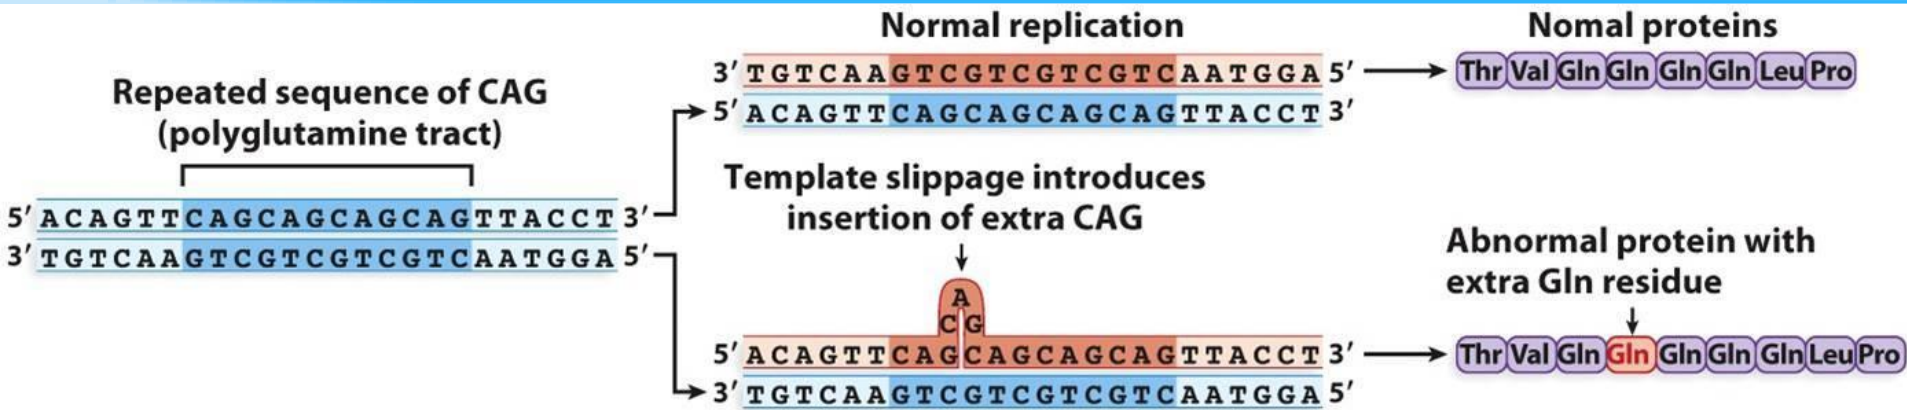 Repeated sequence of CAG
(polyglutamine tract)
5′ ACAGTTCAGCAGCAGCAGTTACCT 3′
3′ TGTCAAGTCGTCGTCGTCAATGGA 5′
Normal replication
3′ TGTCAAGTCGTCGTCGTCAATGGA 5′
5′ ACAGTTCAGCAGCAGCAGTTACCT 3′
Nomal proteins
Thr Val Gln Gln Gln Gln Leu Pro
Template slippage introduces
insertion of extra CAG
A
C G
5′ ACAGTTCAGCAGCAGCAGTTACCT 3′
3′ TGTCAAGTCGTCGTCGTCAATGGA 5′
Abnormal protein with
extra Gln residue
Thr Val Gln Gln Gln Gln Gln Leu Pro